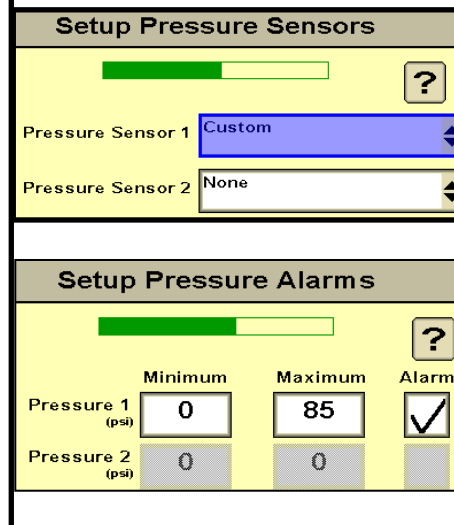 Setup Pressure Sensors
?
Pressure Sensor 1 Custom
Pressure Sensor 2 None
Setup Pressure Alarms
?
Minimum Maximum Alarm
Pressure 1 (psi) 0 85
Pressure 2 (psi) 0 0